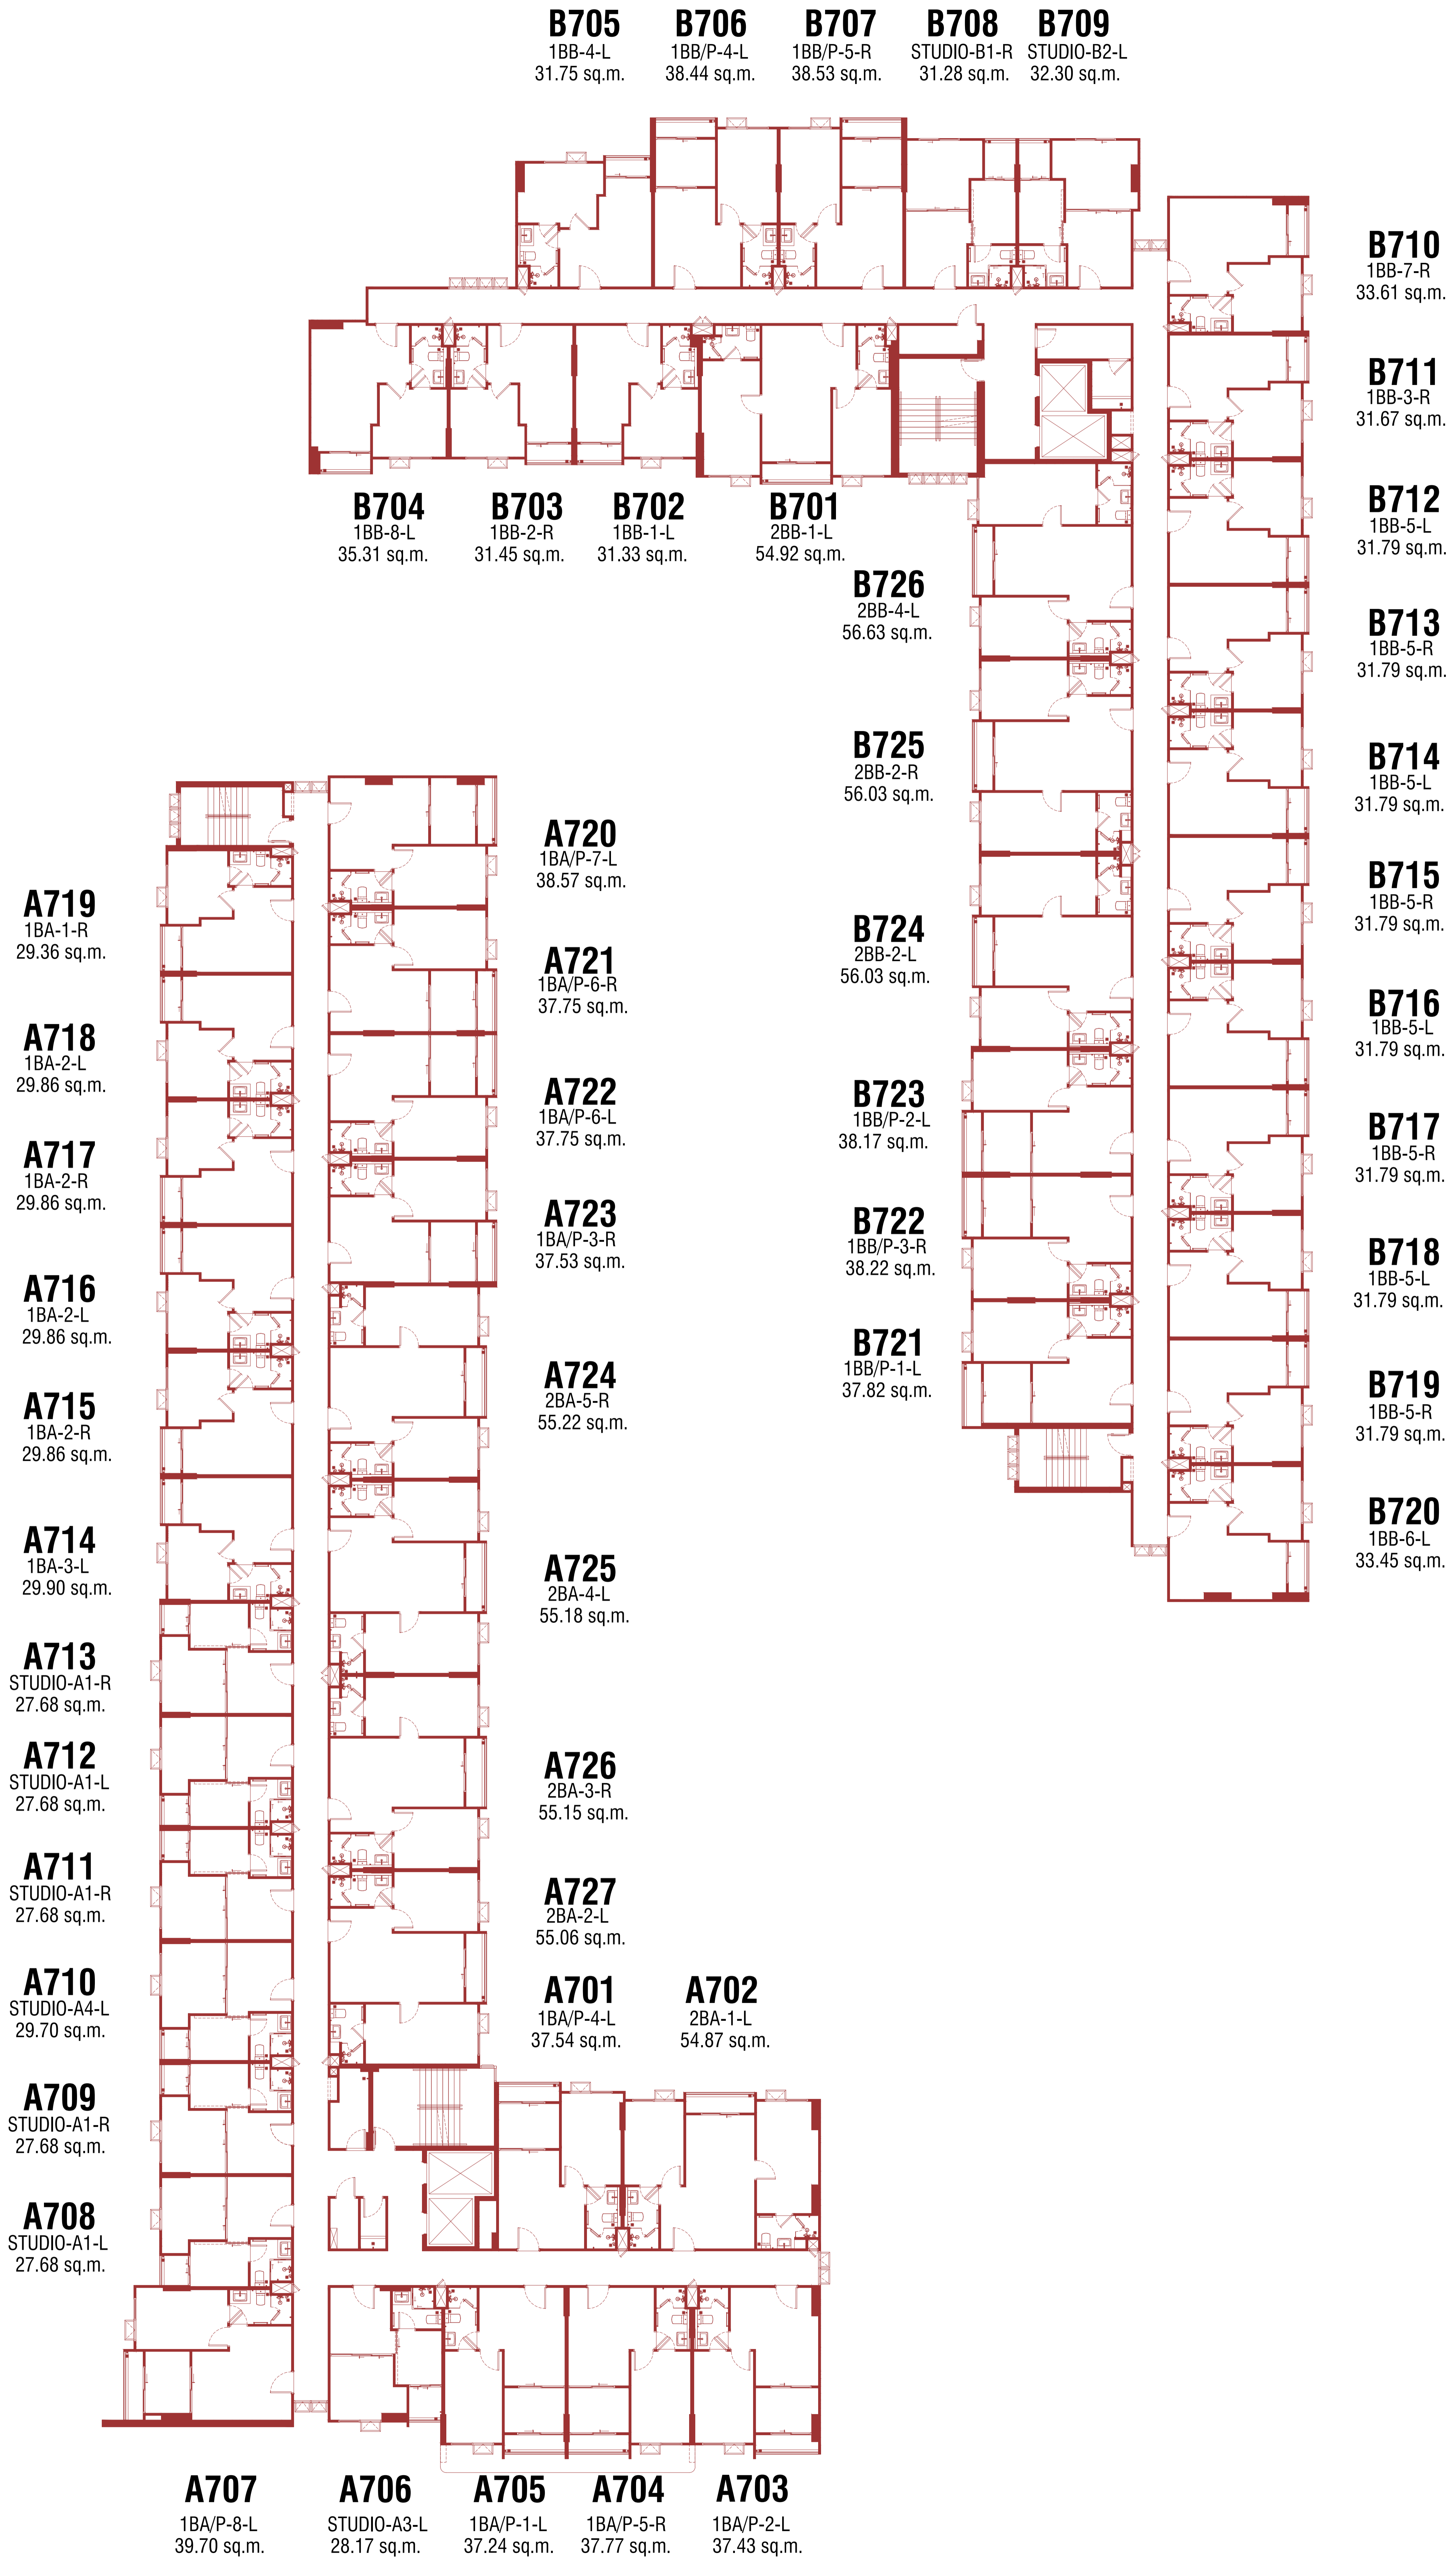 B705
1BB-4-L
31.75 sq.m.
B706
1BB/P-4-L
38.44 sq.m.
B707
1BB/P-5-R
38.53 sq.m.
B708
STUDIO-B1-R
31.28 sq.m.
B709
STUDIO-B2-L
32.30 sq.m.
B710
1BB-7-R
33.61 sq.m.
B711
1BB-3-R
31.67 sq.m.
B712
1BB-5-L
31.79 sq.m.
B713
1BB-5-R
31.79 sq.m.
B714
1BB-5-L
31.79 sq.m.
B715
1BB-5-R
31.79 sq.m.
B716
1BB-5-L
31.79 sq.m.
B717
1BB-5-R
31.79 sq.m.
B718
1BB-5-L
31.79 sq.m.
B719
1BB-5-R
31.79 sq.m.
B720
1BB-6-L
33.45 sq.m.
B704
1BB-8-L
35.31 sq.m.
B703
1BB-2-R
31.45 sq.m.
B702
1BB-1-L
31.33 sq.m.
B701
2BB-1-L
54.92 sq.m.
B726
2BB-4-L
56.63 sq.m.
B725
2BB-2-R
56.03 sq.m.
B724
2BB-2-L
56.03 sq.m.
B723
1BB/P-2-L
38.17 sq.m.
B722
1BB/P-3-R
38.22 sq.m.
B721
1BB/P-1-L
37.82 sq.m.
A720
1BA/P-7-L
38.57 sq.m.
A721
1BA/P-6-R
37.75 sq.m.
A722
1BA/P-6-L
37.75 sq.m.
A723
1BA/P-3-R
37.53 sq.m.
A724
2BA-5-R
55.22 sq.m.
A725
2BA-4-L
55.18 sq.m.
A726
2BA-3-R
55.15 sq.m.
A727
2BA-2-L
55.06 sq.m.
A701
1BA/P-4-L
37.54 sq.m.
A702
2BA-1-L
54.87 sq.m.
A719
1BA-1-R
29.36 sq.m.
A718
1BA-2-L
29.86 sq.m.
A717
1BA-2-R
29.86 sq.m.
A716
1BA-2-L
29.86 sq.m.
A715
1BA-2-R
29.86 sq.m.
A714
1BA-3-L
29.90 sq.m.
A713
STUDIO-A1-R
27.68 sq.m.
A712
STUDIO-A1-L
27.68 sq.m.
A711
STUDIO-A1-R
27.68 sq.m.
A710
STUDIO-A4-L
29.70 sq.m.
A709
STUDIO-A1-R
27.68 sq.m.
A708
STUDIO-A1-L
27.68 sq.m.
A707
1BA/P-8-L
39.70 sq.m.
A706
STUDIO-A3-L
28.17 sq.m.
A705
1BA/P-1-L
37.24 sq.m.
A704
1BA/P-5-R
37.77 sq.m.
A703
1BA/P-2-L
37.43 sq.m.